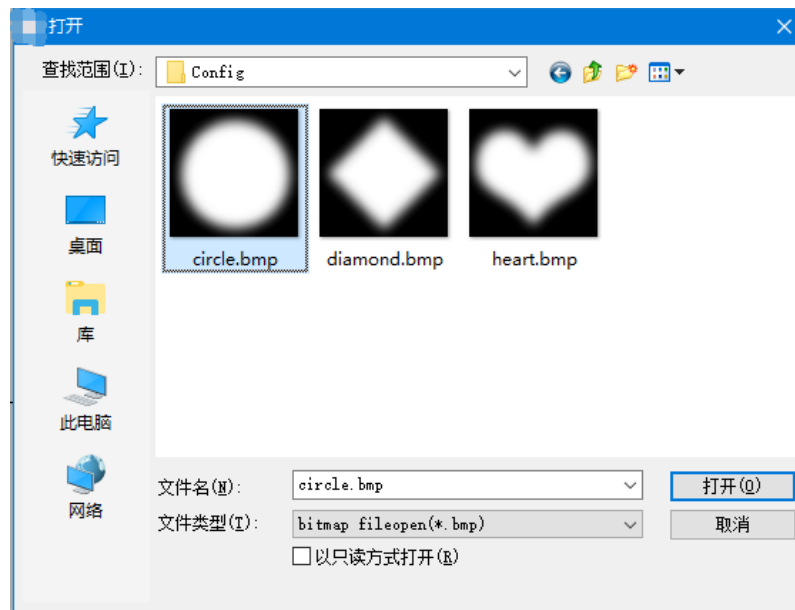 打开
查找范围(I):
Config
快速访问
桌面
库
此电脑
网络
circle.bmp
diamond.bmp
heart.bmp
文件名(N):
circle.bmp
打开(O)
文件类型(T):
bitmap fileopen(*.bmp)
取消
以只读方式打开(R)